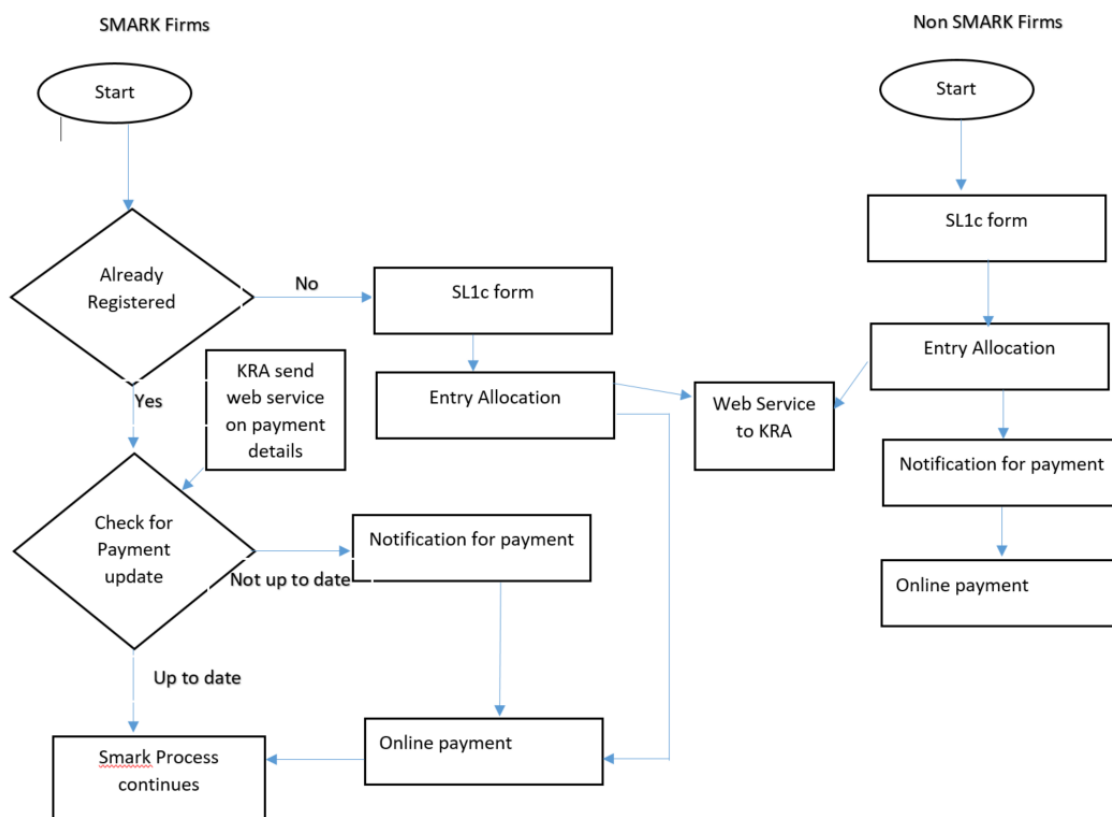 SMARK Firms
Non SMARK Firms
Start
Start
SL1c form
Already
Registered
No
SL1c form
Entry Allocation
KRA send
web service
on payment
details
Yes
Entry Allocation
Web Service
to KRA
Notification for payment
Check for
Payment
update
Notification for payment
Not up to date
Online payment
Up to date
Online payment
Smark Process
continues